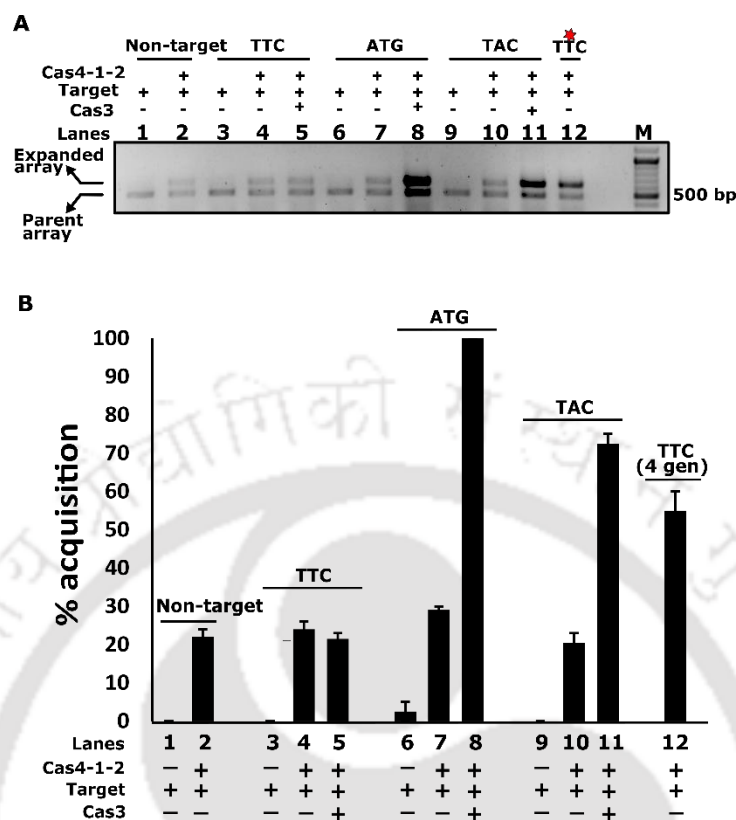 A
Non-target TTC ATG TAC TTC
Cas4-1-2 + + + + + + + +
Target + + + + + + + + + + + +
Cas3 - - - - + - - + - - + -
Lanes 1 2 3 4 5 6 7 8 9 10 11 12 M
Expanded
array
500 bp
Parent
array
B
ATG
100
90
80
TAC
70
TTC
(4 gen)
60
50
40
TTC
30
Non-target
20
10
0
% acquisition
Lanes 1 2 3 4 5 6 7 8 9 10 11 12
Cas4-1-2 — + — + + — + + — + + +
Target + + + + + + + + + + + +
Cas3 — — — — + — — + — — + —